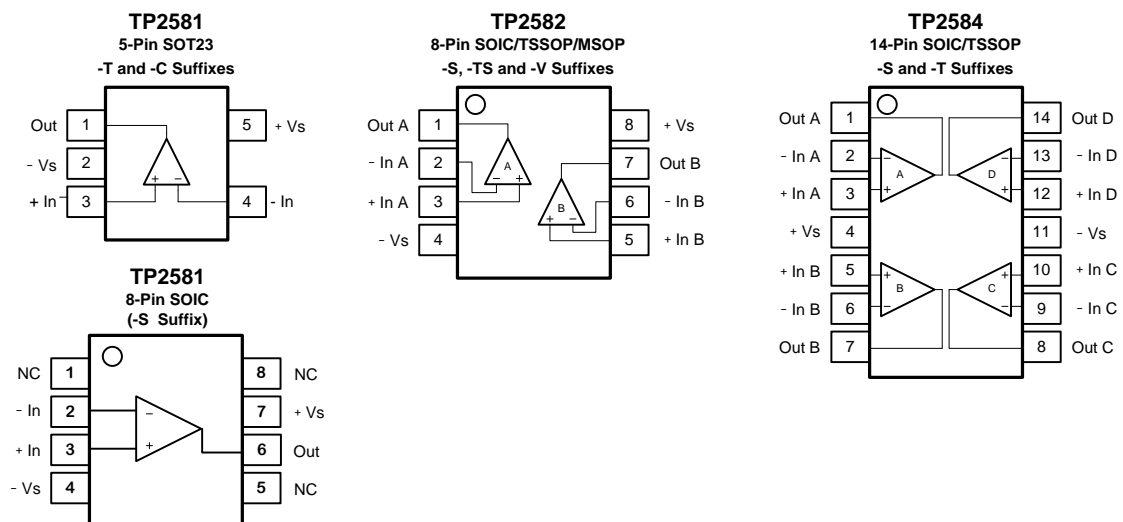 TP2581
5-Pin SOT23
-T and -C Suffixes
Out 1
5 + Vs
- Vs 2
+ In 3
4 - In
+ -
TP2582
8-Pin SOIC/TSSOP/MSOP
-S, -TS and -V Suffixes
Out A 1
8 + Vs
- In A 2
7 Out B
+ In A 3
6 - In B
- Vs 4
5 + In B
A
- +
B
+ -
TP2584
14-Pin SOIC/TSSOP
-S and -T Suffixes
Out A 1
14 Out D
- In A 2
13 - In D
+ In A 3
12 + In D
+ Vs 4
11 - Vs
+ In B 5
10 + In C
- In B 6
9 - In C
Out B 7
8 Out C
- A +
- D +
+ B -
+ C -
TP2581
8-Pin SOIC
(-S Suffix)
NC 1
8 NC
- In 2
7 + Vs
+ In 3
6 Out
- Vs 4
5 NC
-
+